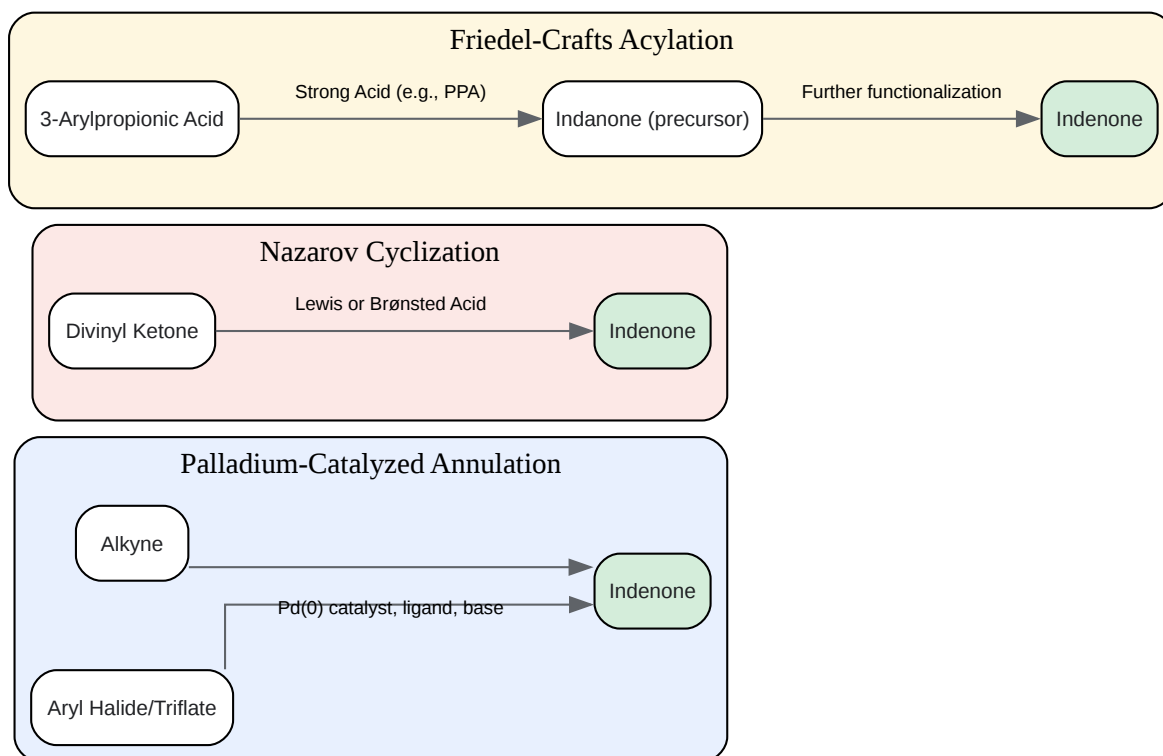 Friedel-Crafts Acylation
3-Arylpropionic Acid
Strong Acid (e.g., PPA)
Indanone (precursor)
Further functionalization
Indenone
Nazarov Cyclization
Divinyl Ketone
Lewis or Brønsted Acid
Indenone
Palladium-Catalyzed Annulation
Alkyne
Indenone
Pd(0) catalyst, ligand, base
Aryl Halide/Triflate